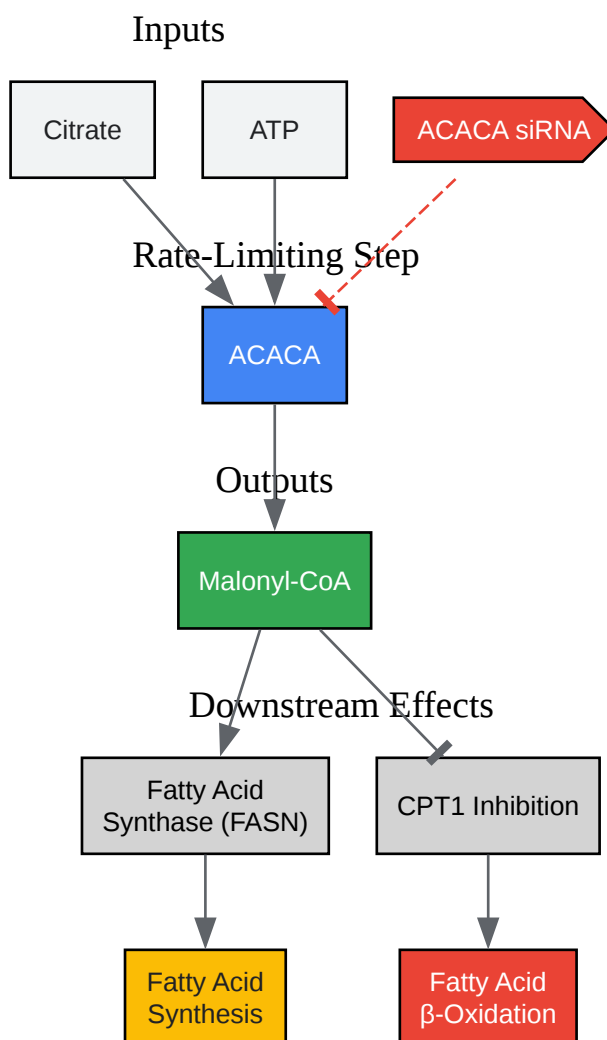 Inputs
Citrate
ATP
ACACA siRNA
Rate-Limiting Step
ACACA
Outputs
Malonyl-CoA
Downstream Effects
Fatty Acid
Synthase (FASN)
CPT1 Inhibition
Fatty Acid
Synthesis
Fatty Acid
β-Oxidation